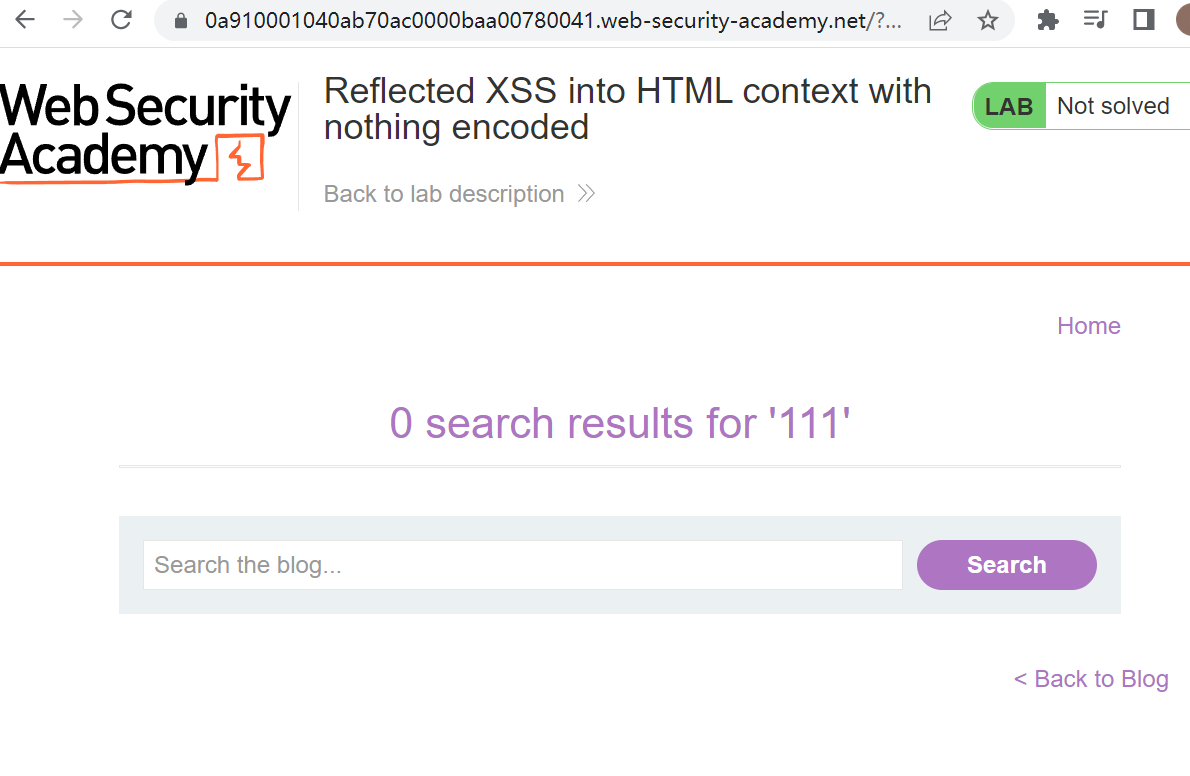 0a910001040ab70ac0000baa00780041.web-security-academy.net/?...
Web Security
Academy
Reflected XSS into HTML context with
nothing encoded
LAB Not solved
Back to lab description
Home
0 search results for '111'
Search the blog...
Search
< Back to Blog